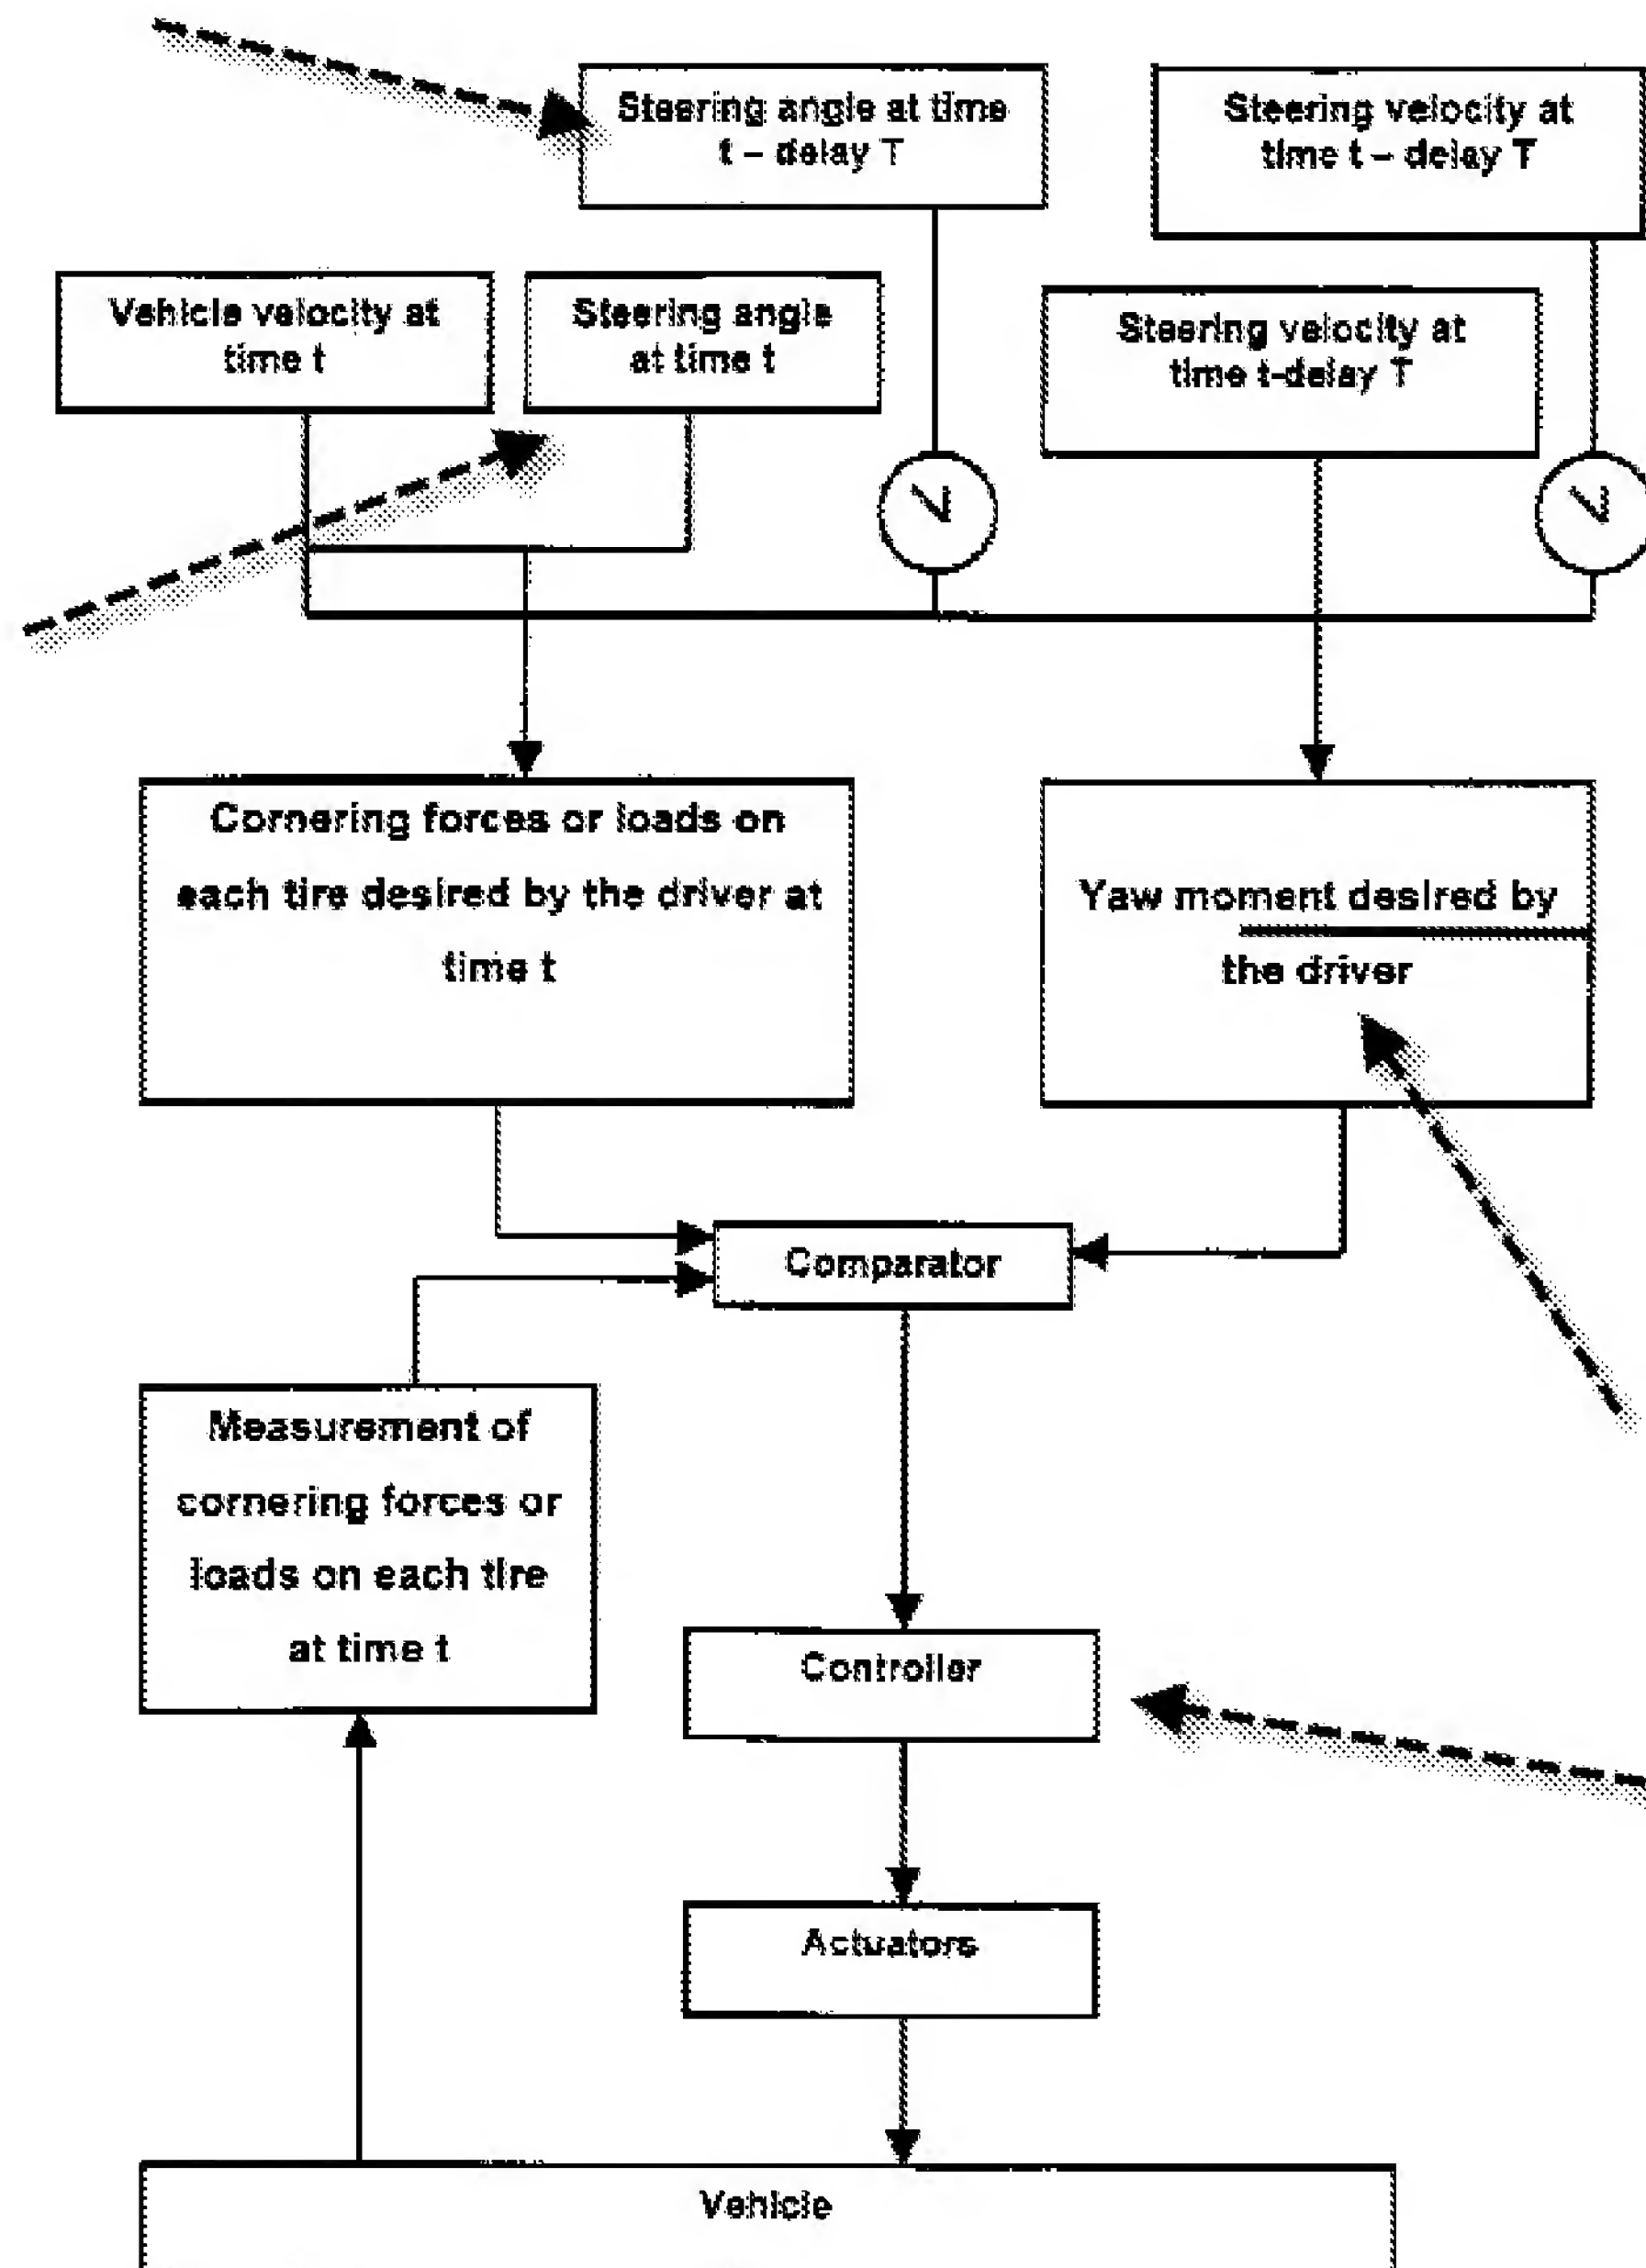 Steering angle at time
t – delay T
Steering velocity at
time t – delay T
Vehicle velocity at
time t
Steering angle
at time t
Steering velocity at
time t-delay T
V
V
Cornering forces or loads on
each tire desired by the driver at
time t
Yaw moment desired by
the driver
Comparator
Measurement of
cornering forces or
loads on each tire
at time t
Controller
Actuators
Vehicle